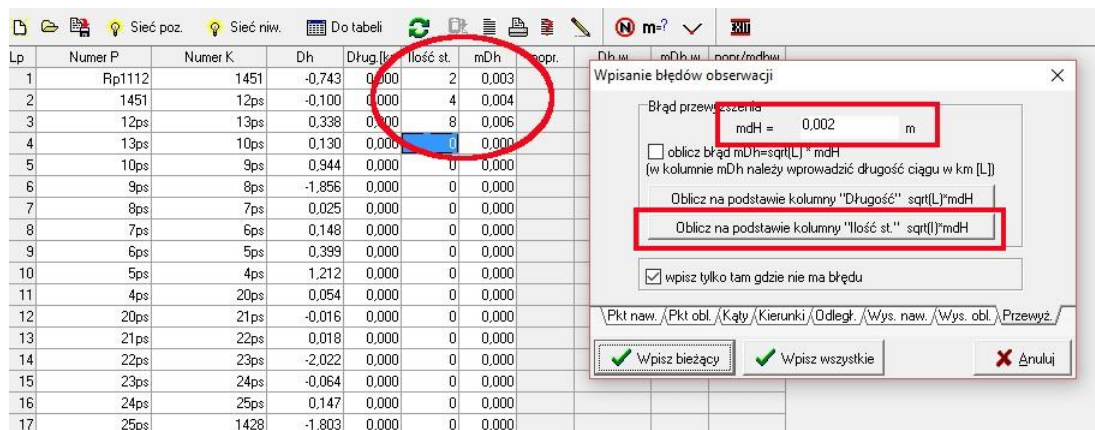 Sieć poz. Sieć niw. Do tabeli N m=? EXIT
Lp Numer P Numer K Dh Ilość st. mDh
1 Rp1112 1451 -0,743 0,000 2 0,003
2 1451 12ps -0,100 0,000 4 0,004
3 12ps 13ps 0,338 0,000 8 0,006
4 13ps 10ps 0,130 0,000 0 0,000
5 10ps 9ps 0,944 0,000 0 0,000
6 9ps 8ps -1,856 0,000 0 0,000
7 8ps 7ps 0,025 0,000 0 0,000
8 7ps 6ps 0,148 0,000 0 0,000
9 6ps 5ps 0,399 0,000 0 0,000
10 5ps 4ps 1,212 0,000 0 0,000
11 4ps 20ps 0,054 0,000 0 0,000
12 20ps 21ps -0,016 0,000 0 0,000
13 21ps 22ps 0,018 0,000 0 0,000
14 22ps 23ps -2,022 0,000 0 0,000
15 23ps 24ps -0,064 0,000 0 0,000
16 24ps 25ps 0,147 0,000 0 0,000
17 25ps 1428 -1,803 0,000 0 0,000
Wpisanie błędów obserwacji
Błąd przewyższenia
mdH = 0,002 m
oblicz błąd mDh=sqrt(L) * mdH
(w kolumnie mDh należy wprowadzić długość ciągu w km [L])
Oblicz na podstawie kolumny "Długość" sqrt(L)*mdH
Oblicz na podstawie kolumny "Ilość st." sqrt(l)*mdH
wpisz tylko tam gdzie nie ma błędu
Pkt naw. Pkt obl. Kąty Kierunki Odległ. Wys. naw. Wys. obl. Przewyż.
Wpisz bieżący Wpisz wszystkie Anuluj